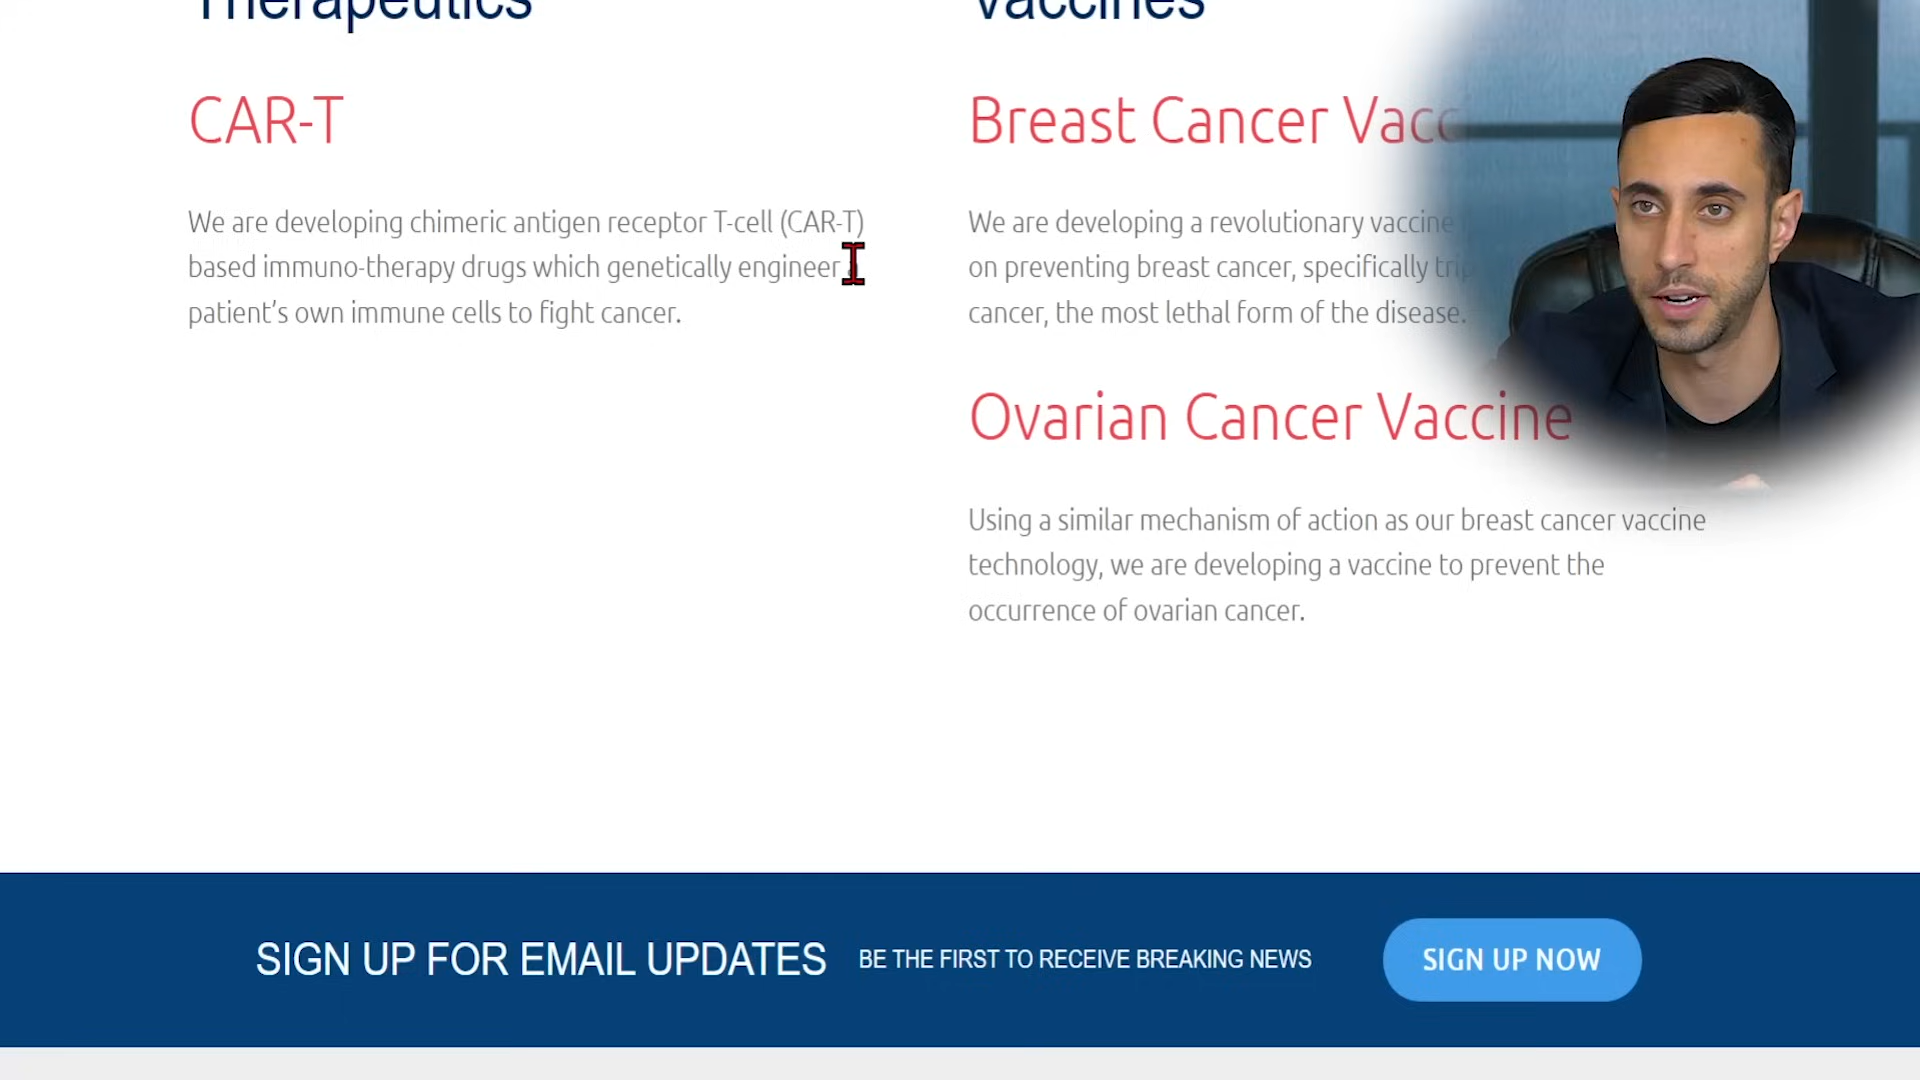 Therapeutics
Vaccines
CAR-T
We are developing chimeric antigen receptor T-cell (CAR-T)
based immuno-therapy drugs which genetically engineer
patient’s own immune cells to fight cancer.
Breast Cancer
We are developing a revolutionary vaccine
on preventing breast cancer, specifically
cancer, the most lethal form of the disease.
Ovarian Cancer Vaccine
Using a similar mechanism of action as our breast cancer vaccine
technology, we are developing a vaccine to prevent the
occurrence of ovarian cancer.
SIGN UP FOR EMAIL UPDATES
BE THE FIRST TO RECEIVE BREAKING NEWS
SIGN UP NOW